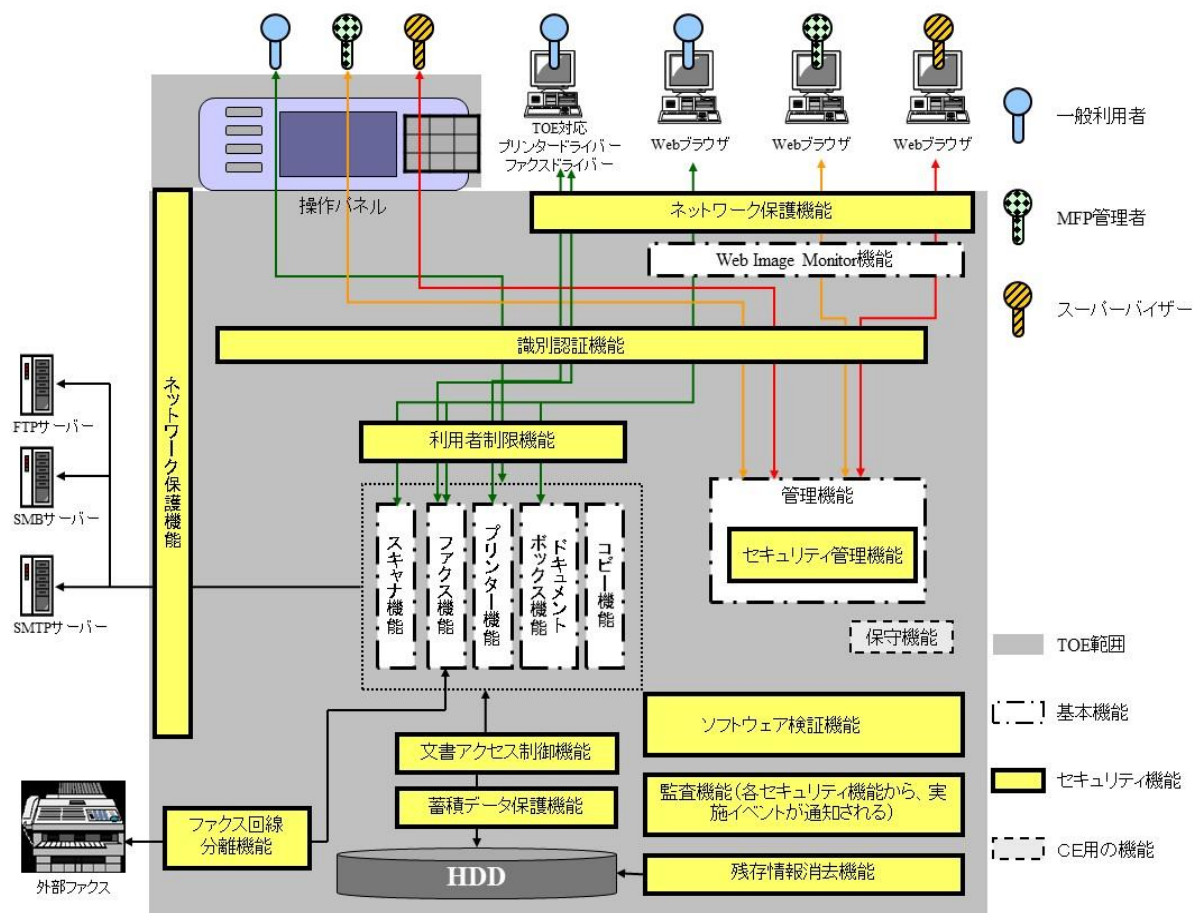 TOE対応
プリンタードライバー
ファクスドライバー
Webブラウザ
Webブラウザ
Webブラウザ
一般利用者
操作パネル
ネットワーク保護機能
MFP管理者
Web Image Monitor機能
スーパーバイザー
識別認証機能
ネットワーク保護機能
FTPサーバー
SMBサーバー
SMTPサーバー
利用者制限機能
管理機能
セキュリティ管理機能
スキャナ機能
ファクス機能
プリンター機能
ドキュメント
ボックス機能
コピー機能
保守機能
TOE範囲
基本機能
ソフトウェア検証機能
文書アクセス制御機能
セキュリティ機能
監査機能(各セキュリティ機能から、実
施イベントが通知される)
蓄積データ保護機能
ファクス回線
分離機能
CE用の機能
残存情報消去機能
HDD
外部ファクス